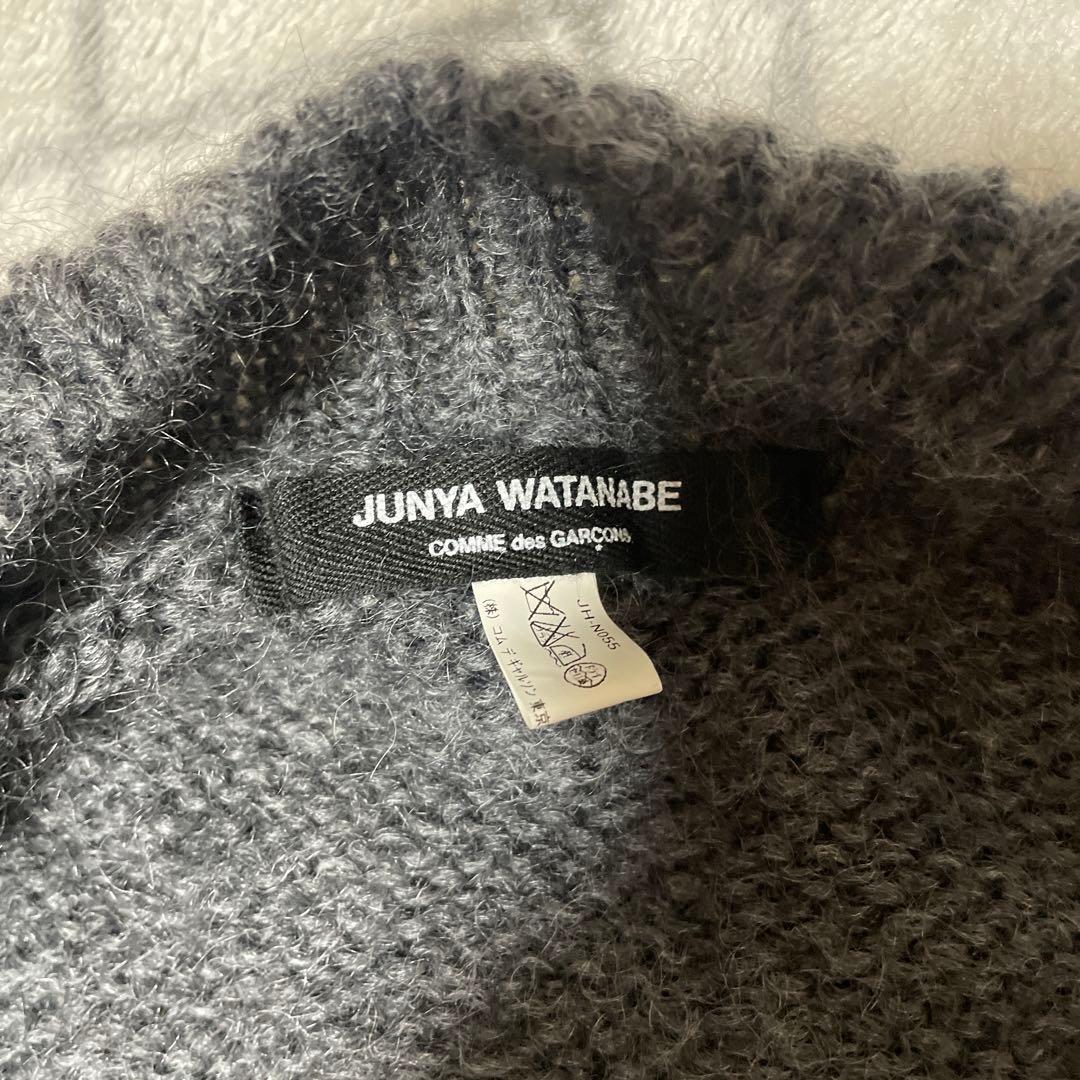 JUNYA WATANABE
COMME des GARÇONS
JH-N055
(株) コム デ ギャルソン 東京